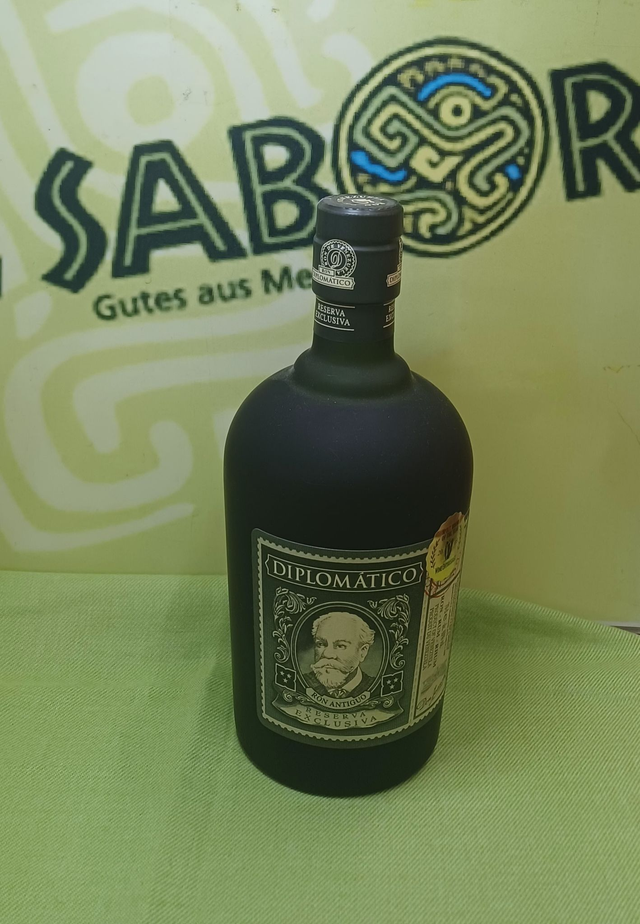 SABOR
Gutes aus Me
DIPLOMÁTICO
RESERVA
EXCLUSIVA
DIPLOMÁTICO
RON ANTIGUO
RESERVA
EXCLUSIVA